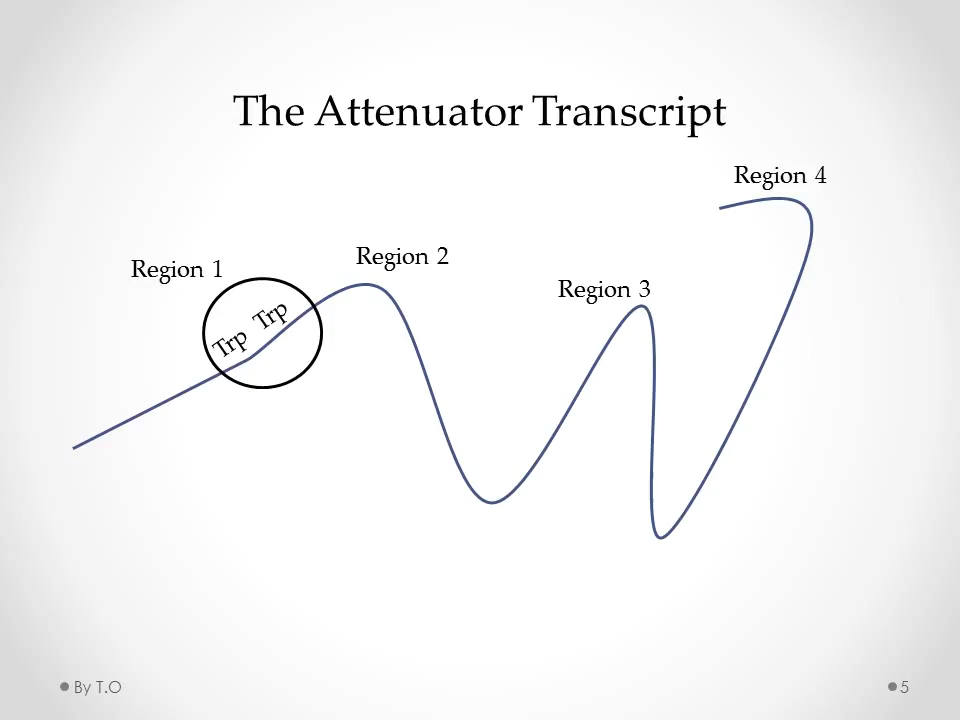 The Attenuator Transcript
Region 4
Region 2
Region 1
Region 3
Trp Trp
By T.O
5